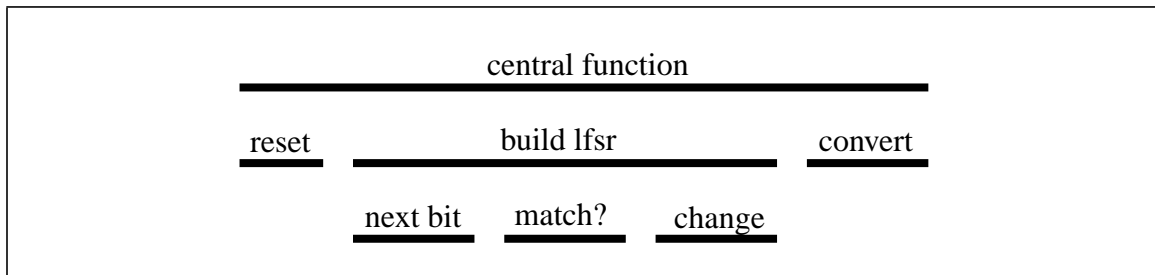 central function
reset build lfsr convert
next bit match? change